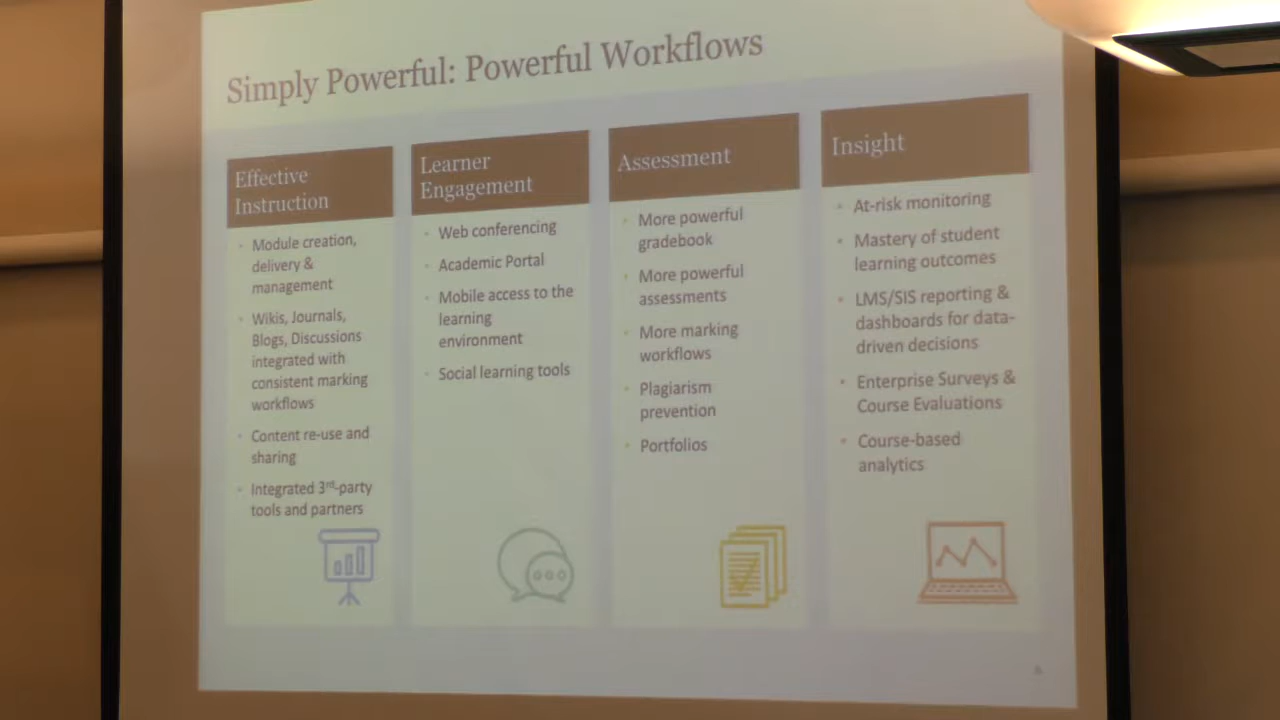 Simply Powerful: Powerful Workflows
Effective
Instruction
• Module creation,
delivery &
management
• Wikis, Journals,
Blogs, Discussions
integrated with
consistent marking
workflows
• Content re-use and
sharing
• Integrated 3rd-party
tools and partners
Learner
Engagement
• Web conferencing
• Academic Portal
• Mobile access to the
learning
environment
• Social learning tools
Assessment
• More powerful
gradebook
• More powerful
assessments
• More marking
workflows
• Plagiarism
prevention
• Portfolios
Insight
• At-risk monitoring
• Mastery of student
learning outcomes
• LMS/SIS reporting &
dashboards for data-
driven decisions
• Enterprise Surveys &
Course Evaluations
• Course-based
analytics